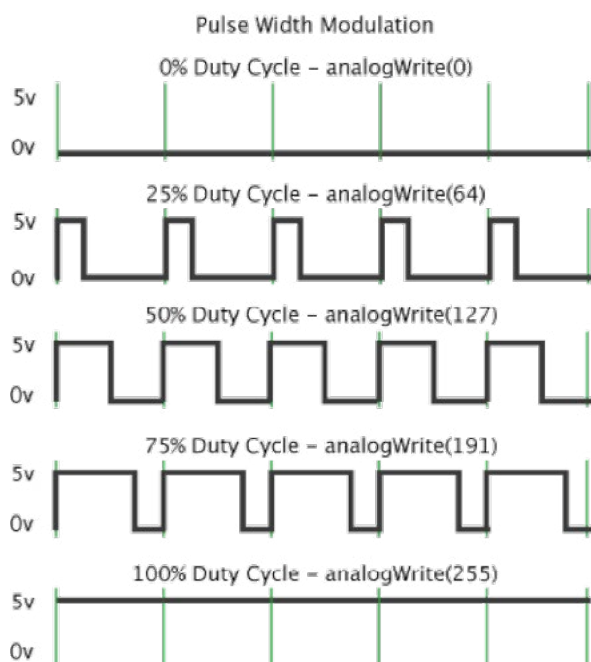 Pulse Width Modulation
0% Duty Cycle – analogWrite(0)
5v
0v
25% Duty Cycle – analogWrite(64)
5v
0v
50% Duty Cycle – analogWrite(127)
5v
0v
75% Duty Cycle – analogWrite(191)
5v
0v
100% Duty Cycle – analogWrite(255)
5v
0v